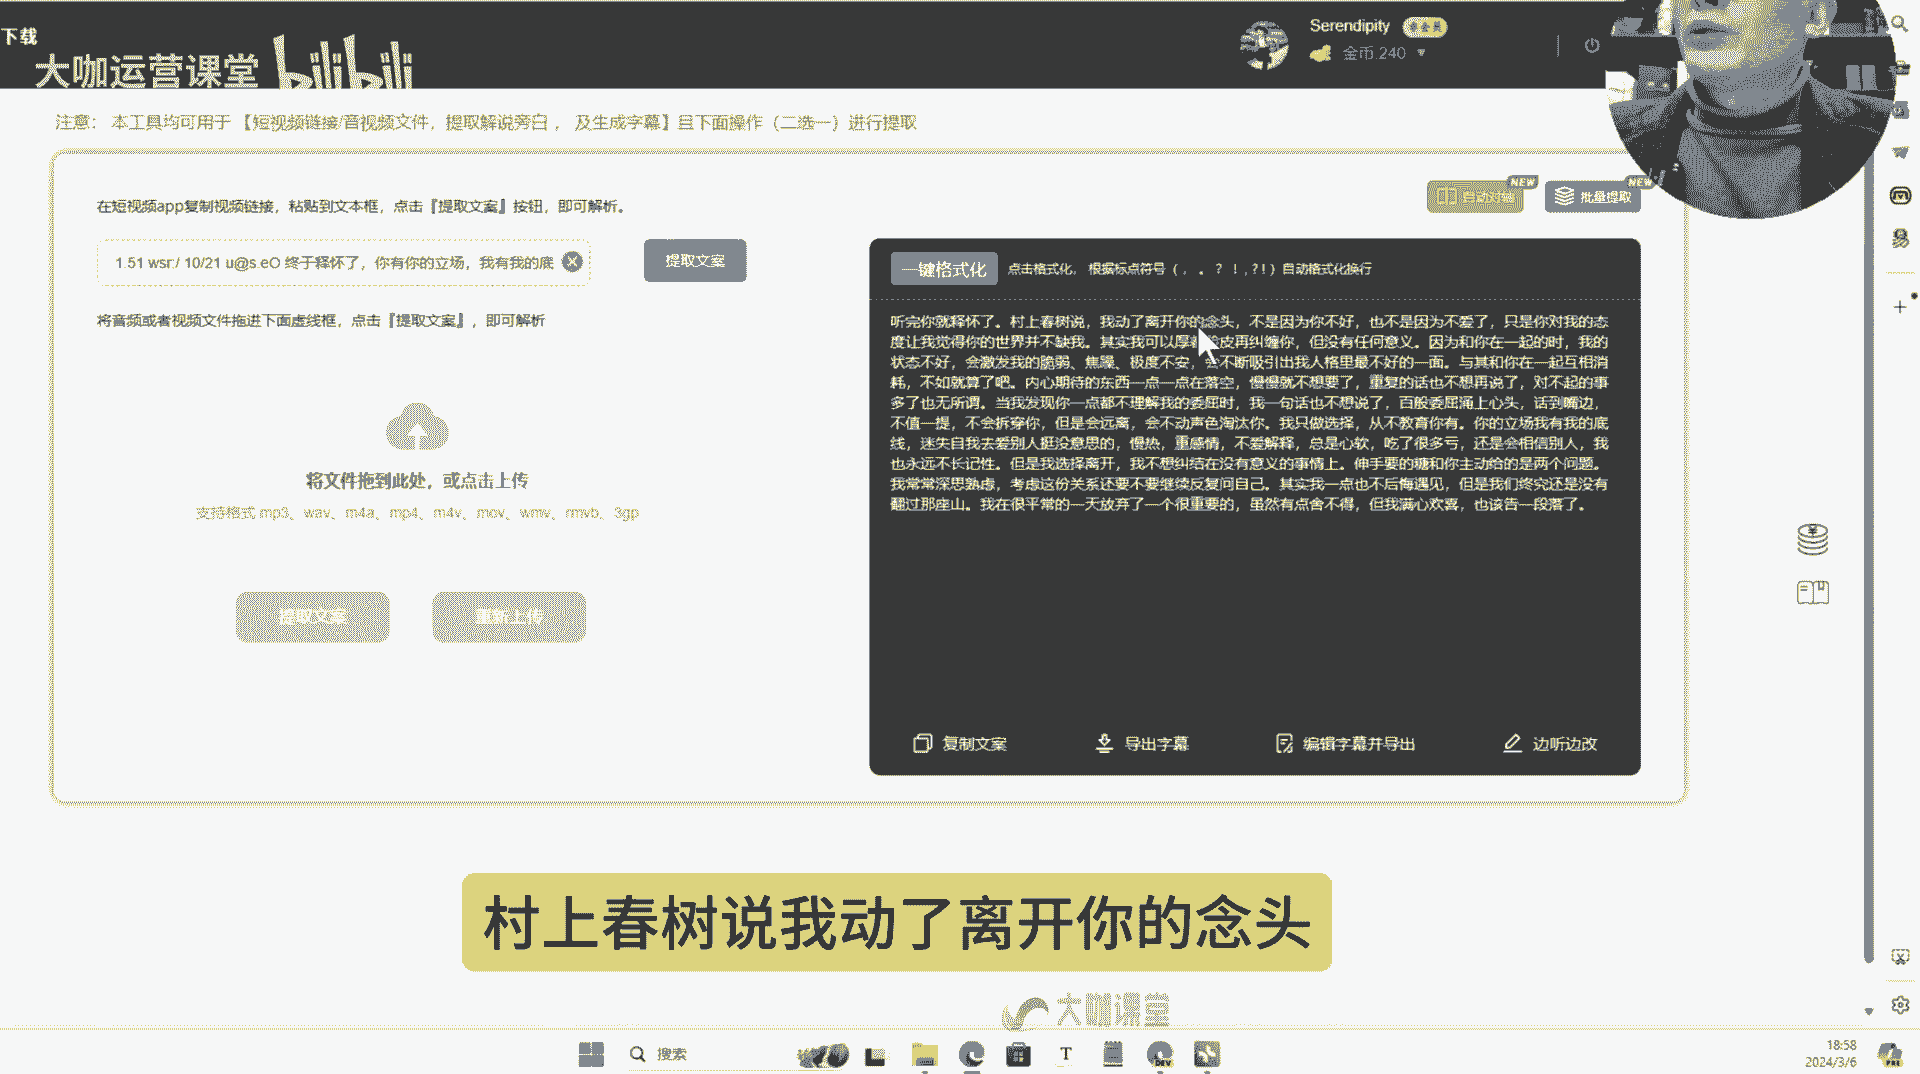 下载
大咖运营课堂 bilibili
Serendipity
金币:240
注意： 本工具均可用于 【短视频链接/音视频文件，提取解说旁白， 及生成字幕】且下面操作（二选一）进行提取
在短视频app复制视频链接，粘贴到文本框，点击『提取文案』按钮，即可解析。
1.51 wsr:/ 10/21 u@s.eO 终于释怀了，你有你的立场，我有我的底
提取文案
将音频或者视频文件拖进下面虚线框，点击『提取文案』，即可解析
将文件拖到此处，或点击上传
支持格式 mp3、wav、m4a、mp4、m4v、mov、wmv、rmvb、3gp
提取文案
重新上传
NEW
NEW
批量提取
一键格式化
点击格式化， 根据标点符号（，。？！,?!）自动格式化换行
听完你就释怀了。村上春树说，我动了离开你的念头，不是因为你不好，也不是因为不爱了，只是你对我的态
度让我觉得你的世界并不缺我。其实我可以厚着脸皮再纠缠你，但没有任何意义。因为和你在一起的时，我的
状态不好，会激发我的脆弱、焦躁、极度不安，会不断吸引出我人格里最不好的一面。与其和你在一起互相消
耗，不如就算了吧。内心期待的东西一点一点在落空，慢慢就不想要了，重复的话也不想再说了，对不起的事
多了也无所谓。当我发现你一点都不理解我的委屈时，我一句话也不想说了，百般委屈涌上心头，话到嘴边，
不值一提，不会拆穿你，但是会远离，会不动声色淘汰你。我只做选择，从不教育你有。你的立场我有我的底
线，迷失自我去爱别人挺没意思的，慢热，重感情，不爱解释，总是心软，吃了很多亏，还是会相信别人，我
也永远不长记性。但是我选择离开，我不想纠结在没有意义的事情上。伸手要的糖和你主动给的是两个问题。
我常常深思熟虑，考虑这份关系还要不要继续反复问自己。其实我一点也不后悔遇见，但是我们终究还是没有
翻过那座山。我在很平常的一天放弃了一个很重要的，虽然有点舍不得，但我满心欢喜，也该告一段落了。
复制文案
导出字幕
编辑字幕并导出
边听边改
村上春树说我动了离开你的念头
大咖课堂
搜索
18:58
2024/3/6